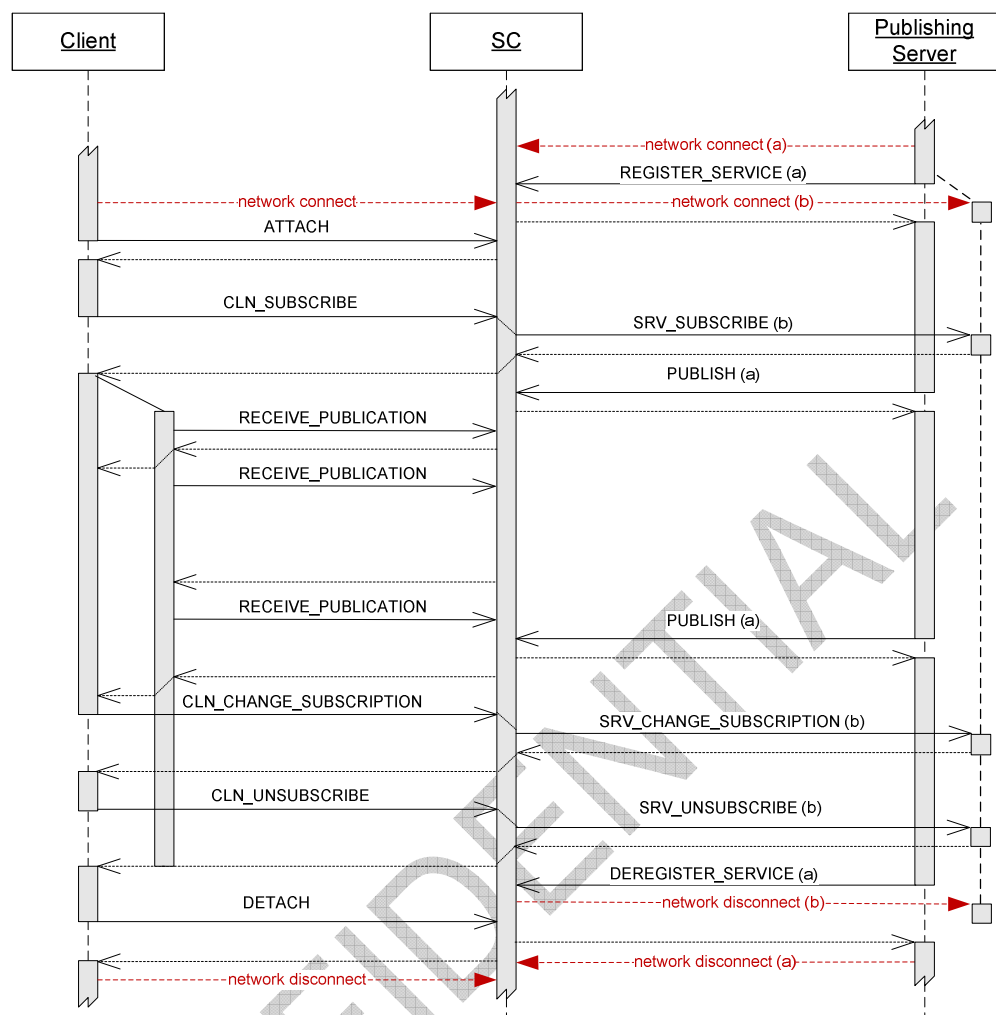 Client
SC
Publishing
Server
network connect (a)
REGISTER_SERVICE (a)
network connect
network connect (b)
ATTACH
CLN_SUBSCRIBE
SRV_SUBSCRIBE (b)
PUBLISH (a)
RECEIVE_PUBLICATION
RECEIVE_PUBLICATION
RECEIVE_PUBLICATION
PUBLISH (a)
CLN_CHANGE_SUBSCRIPTION
SRV_CHANGE_SUBSCRIPTION (b)
CLN_UNSUBSCRIBE
SRV_UNSUBSCRIBE (b)
DEREGISTER_SERVICE (a)
DETACH
network disconnect (b)
network disconnect (a)
network disconnect
FIDENTIAL